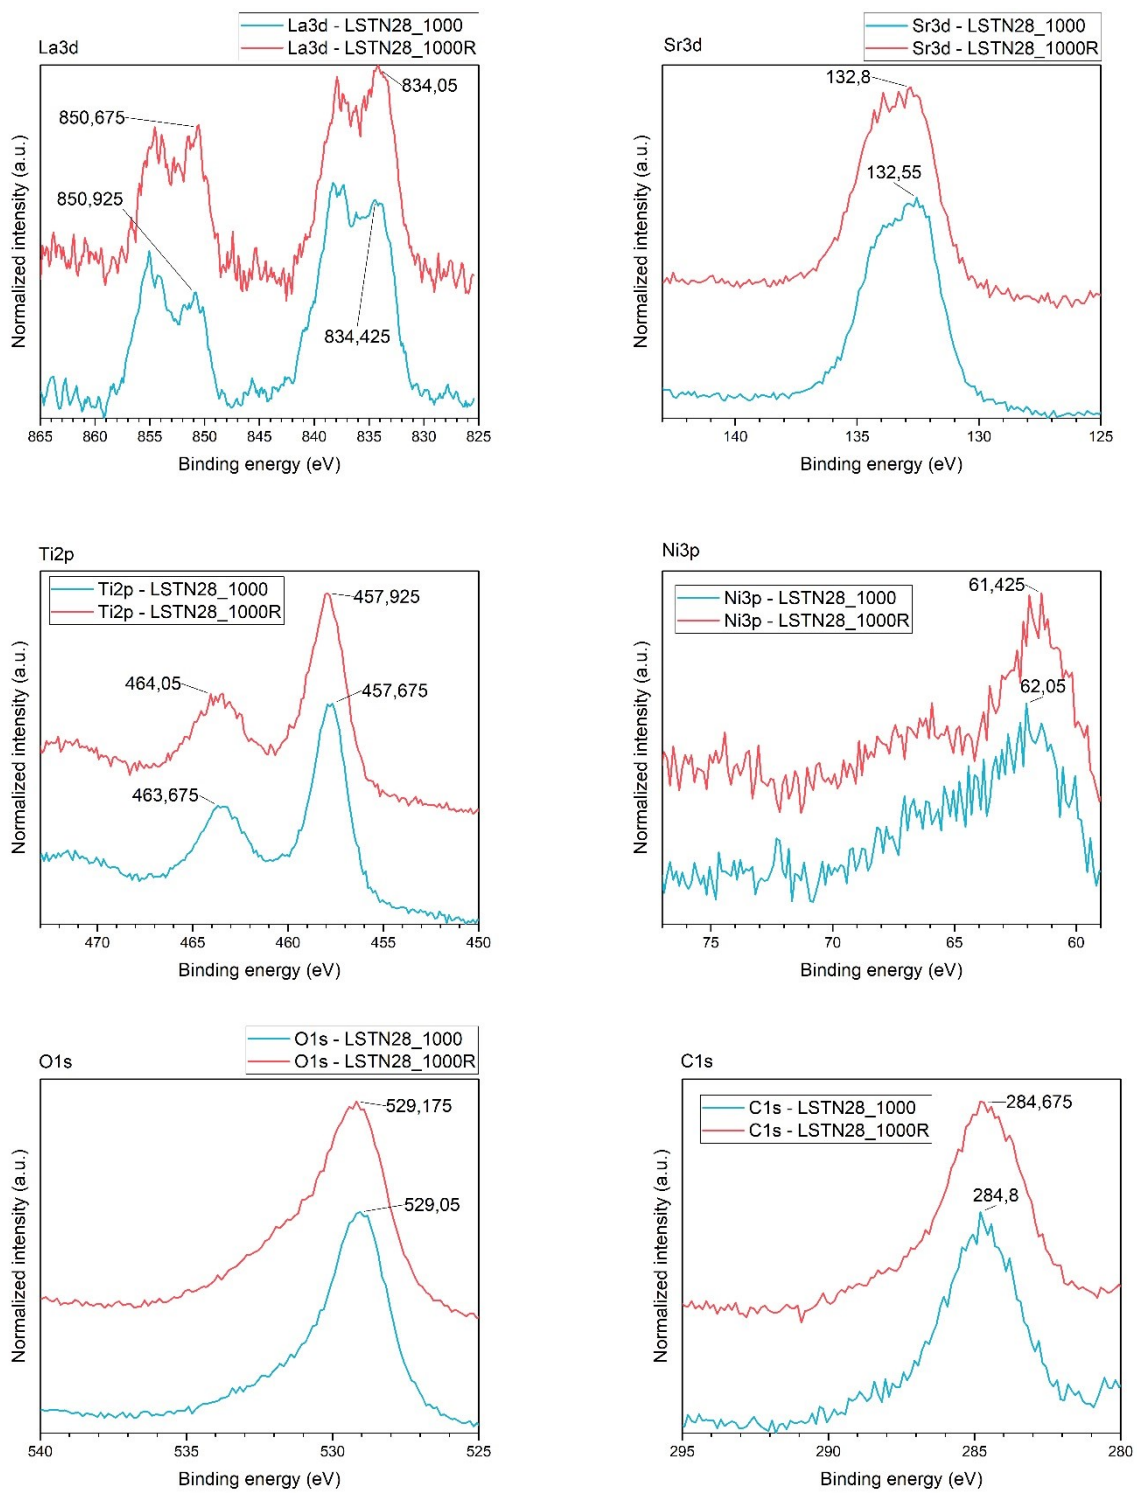 La3d
La3d - LSTN28_1000
La3d - LSTN28_1000R
834,05
850,675
850,925
834,425
Normalized intensity (a.u.)
865 860 855 850 845 840 835 830 825
Binding energy (eV)
Sr3d
Sr3d - LSTN28_1000
Sr3d - LSTN28_1000R
132,8
132,55
Normalized intensity (a.u.)
140 135 130 125
Binding energy (eV)
Ti2p
Ti2p - LSTN28_1000
Ti2p - LSTN28_1000R
457,925
464,05
457,675
463,675
Normalized intensity (a.u.)
470 465 460 455 450
Binding energy (eV)
Ni3p
Ni3p - LSTN28_1000
Ni3p - LSTN28_1000R
61,425
62,05
Normalized intensity (a.u.)
75 70 65 60
Binding energy (eV)
O1s
O1s - LSTN28_1000
O1s - LSTN28_1000R
529,175
529,05
Normalized intensity (a.u.)
540 535 530 525
Binding energy (eV)
C1s
C1s - LSTN28_1000
C1s - LSTN28_1000R
284,675
284,8
Normalized intensity (a.u.)
295 290 285 280
Binding energy (eV)